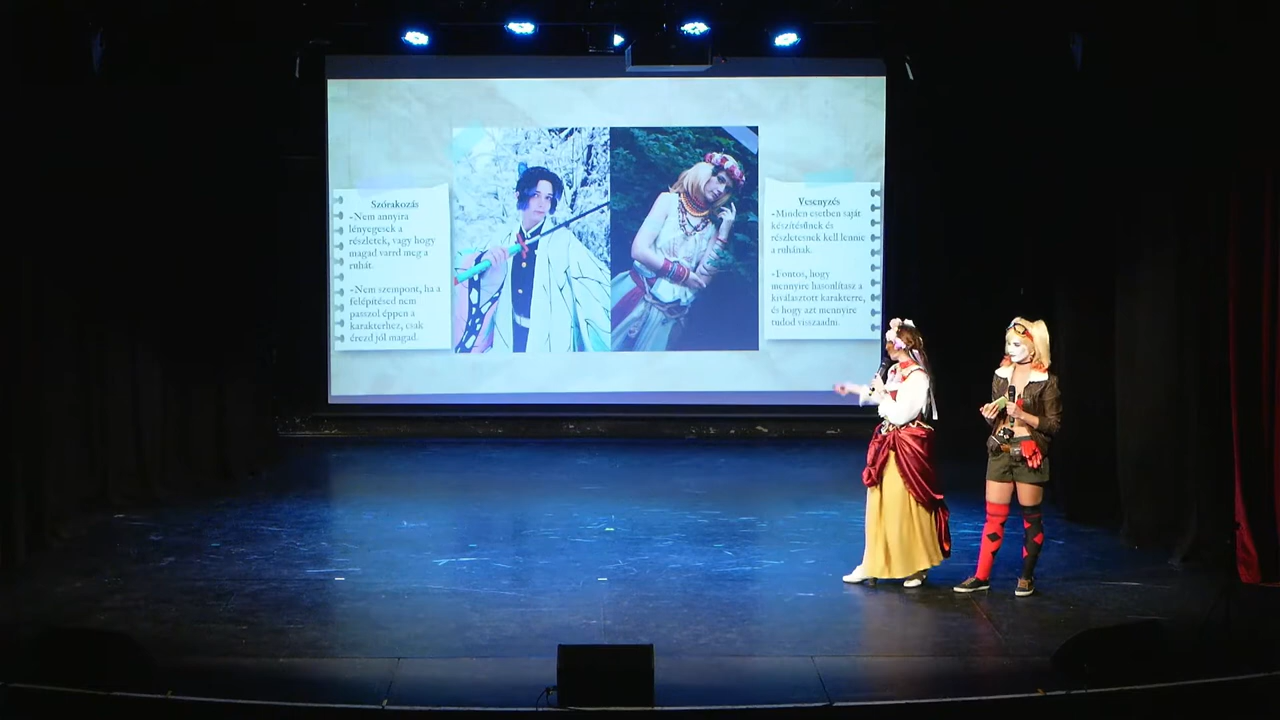 Szórakozás
-Nem annyira
lényegesek a
részletek, vagy hogy
magad varrd meg a
ruhát.
-Nem szempont, ha a
felépítésed nem
passzol éppen a
karakterhez, csak
érezd jól magad.
Vesenyzés
-Minden esetben saját
készítésűnek és
részletesnek kell lennie
a ruhának.
-Fontos, hogy
mennyire hasonlítasz a
kiválasztott karakterre,
és hogy azt mennyire
tudod visszaadni.